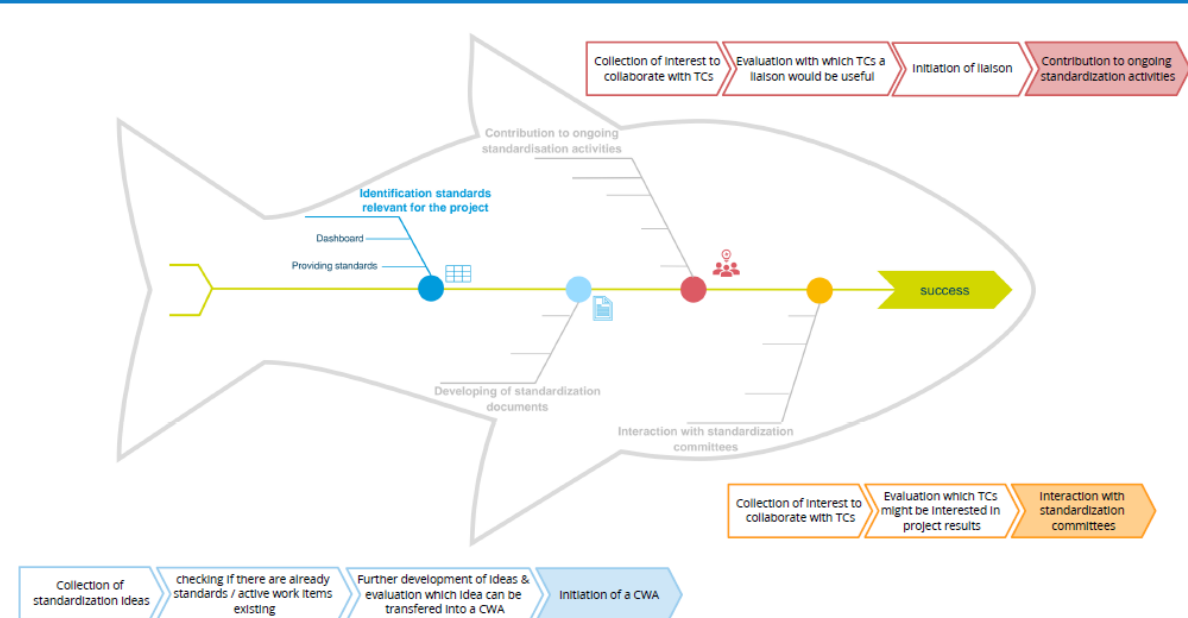 Collection of interest to
collaborate with TCs
Evaluation with which TCs a
liaison would be useful
Initiation of liaison
Contribution to ongoing
standardization activities
Contribution to ongoing
standardisation activities
Identification standards
relevant for the project
Dashboard
Providing standards
success
Developing of standardization
documents
Interaction with standardization
committees
Collection of interest to
collaborate with TCs
Evaluation which TCs
might be interested in
project results
Interaction with
standardization
committees
Collection of
standardization ideas
checking if there are already
standards / active work items
existing
Further development of ideas &
evaluation which idea can be
transfered into a CWA
Initiation of a CWA